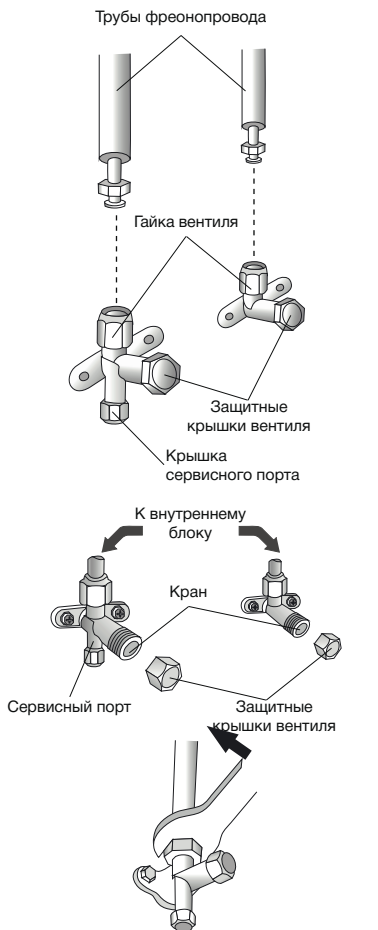 Трубы фреонопровода
Гайка вентиля
Защитные
крышки вентиля
Крышка
сервисного порта
К внутреннему
блоку
Кран
Сервисный порт
Защитные
крышки вентиля